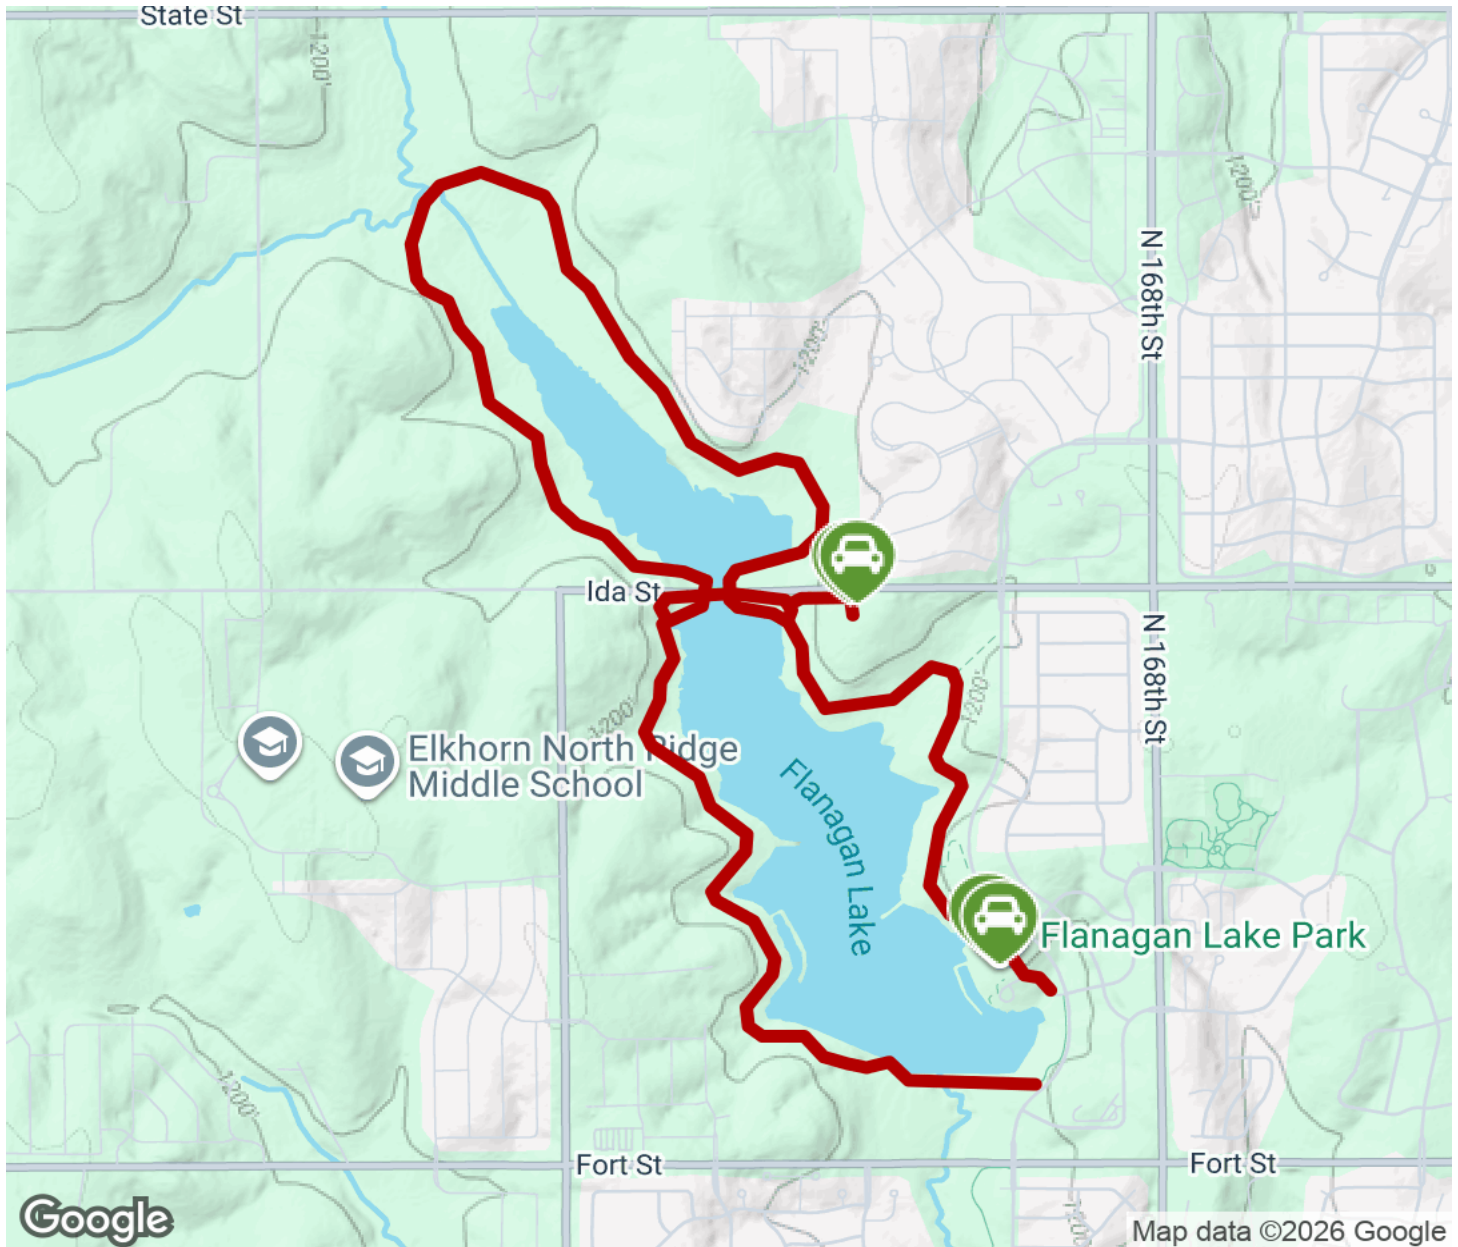 State St
1200'
1200'
N 168th St
1200'
Ida St
N 168th St
1200'
1200'
Elkhorn North Ridge
Middle School
Flanagan Lake
Flanagan Lake Park
1200'
Fort St
Fort St
1200'
Google
Map data ©2026 Google